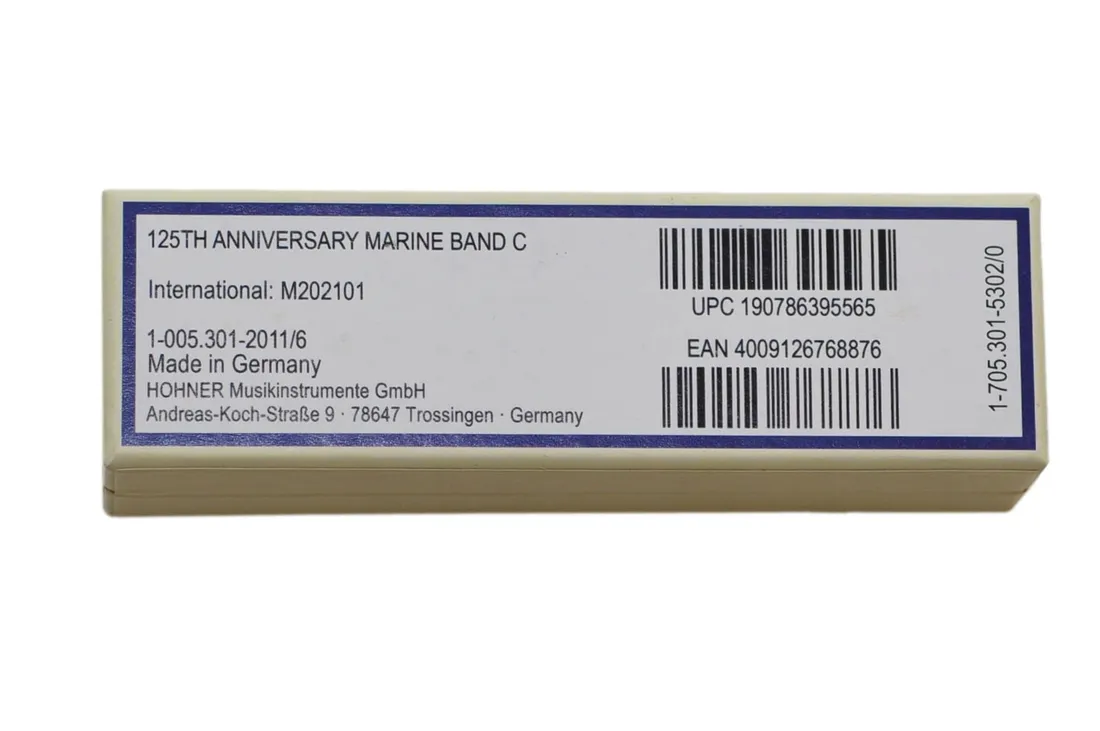 125TH ANNIVERSARY MARINE BAND C
International: M202101
1-005.301-2011/6
Made in Germany
HOHNER Musikinstrumente GmbH
Andreas-Koch-Straße 9 · 78647 Trossingen · Germany
UPC 190786395565
EAN 4009126768876
1-705.301-5302/0